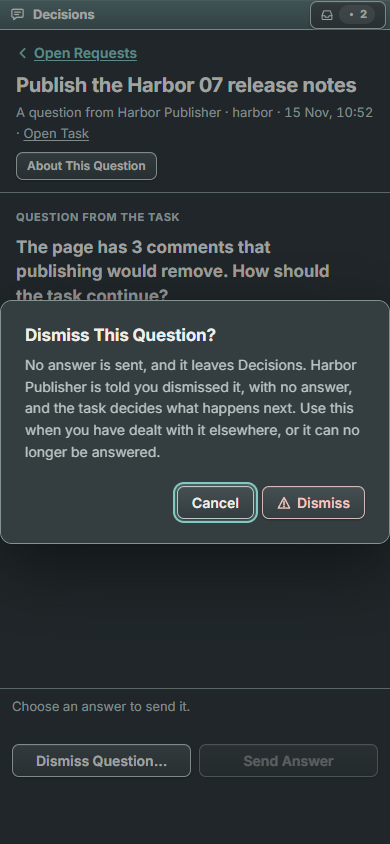 Decisions
• 2
Open Requests
Publish the Harbor 07 release notes
A question from Harbor Publisher · harbor · 15 Nov, 10:52
· Open Task
About This Question
QUESTION FROM THE TASK
The page has 3 comments that
publishing would remove. How should
the task continue?
Dismiss This Question?
No answer is sent, and it leaves Decisions. Harbor
Publisher is told you dismissed it, with no answer,
and the task decides what happens next. Use this
when you have dealt with it elsewhere, or it can no
longer be answered.
Cancel
Dismiss
Choose an answer to send it.
Dismiss Question...
Send Answer